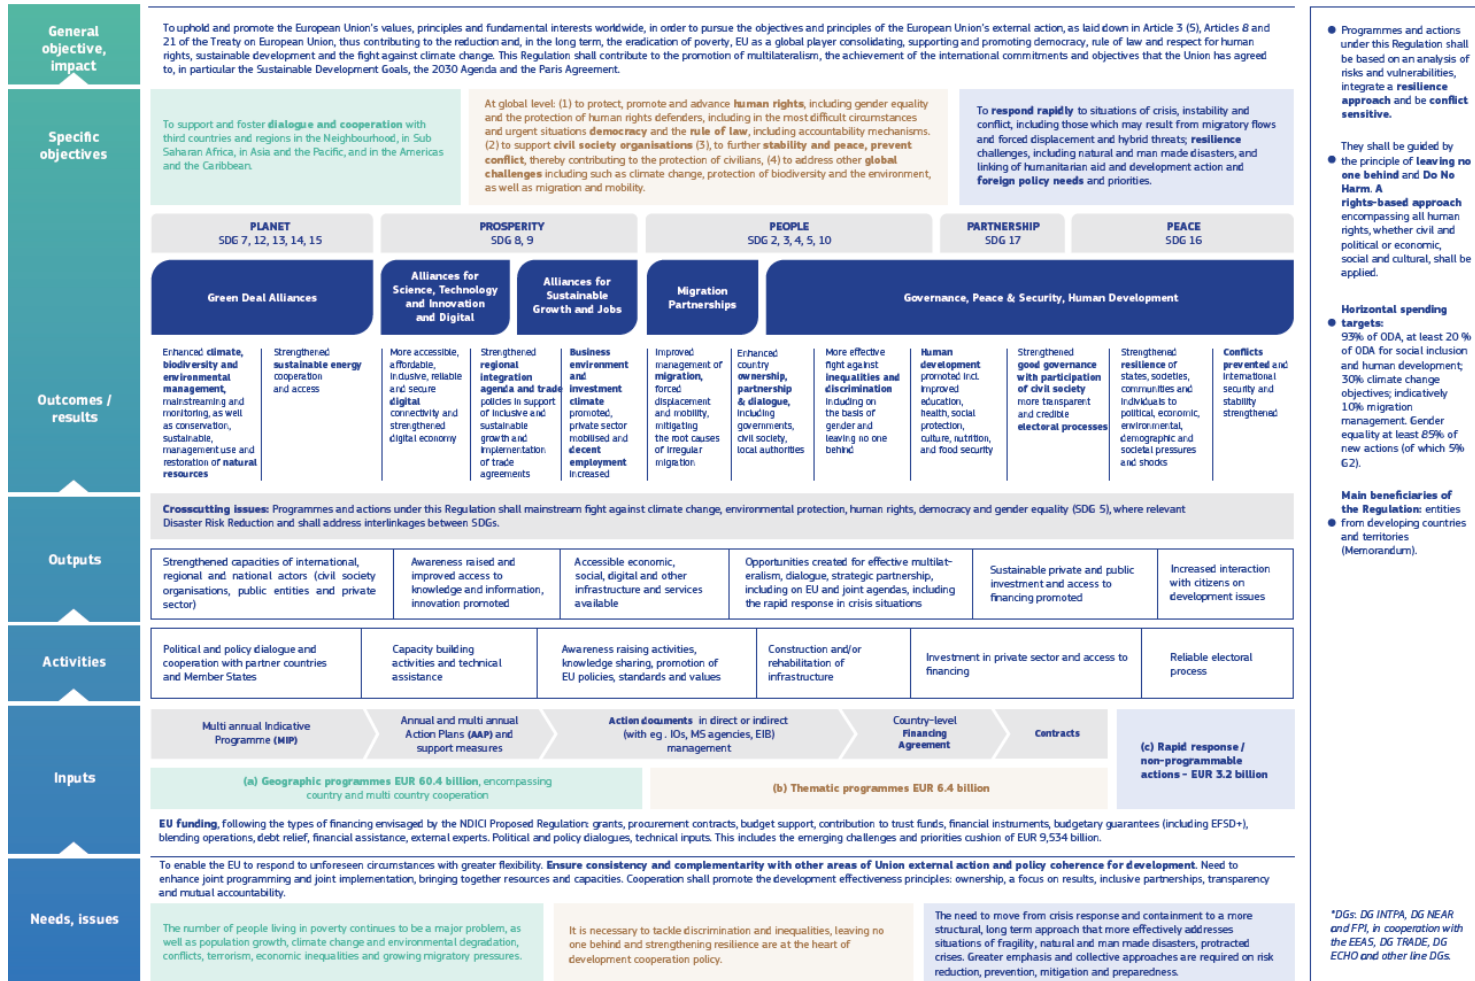 General
objective,
impact
To uphold and promote the European Union's values, principles and fundamental interests worldwide, in order to pursue the objectives and principles of the European Union's external action, as laid down in Article 3 (5), Articles 8 and
21 of the Treaty on European Union, thus contributing to the reduction and, in the long term, the eradication of poverty, EU as a global player consolidating, supporting and promoting democracy, rule of law and respect for human
rights, sustainable development and the fight against climate change. This Regulation shall contribute to the promotion of multilateralism, the achievement of the international commitments and objectives that the Union has agreed
to, in particular the Sustainable Development Goals, the 2030 Agenda and the Paris Agreement.
Specific
objectives
To support and foster dialogue and cooperation with
third countries and regions in the Neighbourhood, in Sub
Saharan Africa, in Asia and the Pacific, and in the Americas
and the Caribbean.
At global level: (1) to protect, promote and advance human rights, including gender equality
and the protection of human rights defenders, including in the most difficult circumstances
and urgent situations democracy and the rule of law, including accountability mechanisms.
(2) to support civil society organisations (3), to further stability and peace, prevent
conflict, thereby contributing to the protection of civilians, (4) to address other global
challenges including such as climate change, protection of biodiversity and the environment,
as well as migration and mobility.
To respond rapidly to situations of crisis, instability and
conflict, including those which may result from migratory flows
and forced displacement and hybrid threats; resilience
challenges, including natural and man made disasters, and
linking of humanitarian aid and development action and
foreign policy needs and priorities.
PLANET
SDG 7, 12, 13, 14, 15
PROSPERITY
SDG 8, 9
PEOPLE
SDG 2, 3, 4, 5, 10
PARTNERSHIP
SDG 17
PEACE
SDG 16
Green Deal Alliances
Alliances for
Science, Technology
and Innovation
and Digital
Alliances for
Sustainable
Growth and Jobs
Migration
Partnerships
Governance, Peace & Security, Human Development
Outcomes /
results
Enhanced climate,
biodiversity and
environmental
management,
mainstreaming and
monitoring, as well
as conservation,
sustainable,
management use and
restoration of natural
resources
Strengthened
sustainable energy
cooperation
and access
More accessible,
affordable,
inclusive, reliable
and secure
digital
connectivity and
strengthened
digital economy
Strengthened
regional
integration
agenda and trade
policies in support
of inclusive and
sustainable
growth and
implementation
of trade
agreements
Business
environment
and
investment
climate
promoted,
private sector
mobilised and
decent
employment
increased
Improved
management of
migration,
forced
displacement
and mobility,
mitigating
the root causes
of irregular
migration
Enhanced
country
ownership,
partnership
& dialogue,
including
governments,
civil society,
local authorities
More effective
fight against
inequalities and
discrimination
including on
the basis of
gender and
leaving no one
behind
Human
development
promoted incl.
improved
education,
health, social
protection,
culture, nutrition,
and food security
Strengthened
good governance
with participation
of civil society
more transparent
and credible
electoral processes
Strengthened
resilience of
states, societies,
communities and
individuals to
political, economic,
environmental,
demographic and
societal pressures
and shocks
Conflicts
prevented and
international
security and
stability
strengthened
Crosscutting issues: Programmes and actions under this Regulation shall mainstream fight against climate change, environmental protection, human rights, democracy and gender equality (SDG 5), where relevant
Disaster Risk Reduction and shall address interlinkages between SDGs.
Outputs
Strengthened capacities of international,
regional and national actors (civil society
organisations, public entities and private
sector)
Awareness raised and
improved access to
knowledge and information,
innovation promoted
Accessible economic,
social, digital and other
infrastructure and services
available
Opportunities created for effective multilat-
eralism, dialogue, strategic partnership,
including on EU and joint agendas, including
the rapid response in crisis situations
Sustainable private and public
investment and access to
financing promoted
Increased interaction
with citizens on
development issues
Activities
Political and policy dialogue and
cooperation with partner countries
and Member States
Capacity building
activities and technical
assistance
Awareness raising activities,
knowledge sharing, promotion of
EU policies, standards and values
Construction and/or
rehabilitation of
infrastructure
Investment in private sector and access to
financing
Reliable electoral
process
Inputs
Multi annual Indicative
Programme (MIP)
Annual and multi annual
Action Plans (AAP) and
support measures
Action documents in direct or indirect
(with eg. IOs, MS agencies, EIB)
management
Country-level
Financing
Agreement
Contracts
(c) Rapid response /
non-programmable
actions - EUR 3.2 billion
(a) Geographic programmes EUR 60.4 billion, encompassing
country and multi country cooperation
(b) Thematic programmes EUR 6.4 billion
EU funding, following the types of financing envisaged by the NDICI Proposed Regulation: grants, procurement contracts, budget support, contribution to trust funds, financial instruments, budgetary guarantees (including EFSD+),
blending operations, debt relief, financial assistance, external experts. Political and policy dialogues, technical inputs. This includes the emerging challenges and priorities cushion of EUR 9,534 billion.
Needs, issues
To enable the EU to respond to unforeseen circumstances with greater flexibility. Ensure consistency and complementarity with other areas of Union external action and policy coherence for development. Need to
enhance joint programming and joint implementation, bringing together resources and capacities. Cooperation shall promote the development effectiveness principles: ownership, a focus on results, inclusive partnerships, transparency
and mutual accountability.
The number of people living in poverty continues to be a major problem, as
well as population growth, climate change and environmental degradation,
conflicts, terrorism, economic inequalities and growing migratory pressures.
It is necessary to tackle discrimination and inequalities, leaving no
one behind and strengthening resilience are at the heart of
development cooperation policy.
The need to move from crisis response and containment to a more
structural, long term approach that more effectively addresses
situations of fragility, natural and man made disasters, protracted
crises. Greater emphasis and collective approaches are required on risk
reduction, prevention, mitigation and preparedness.
Programmes and actions
under this Regulation shall
be based on an analysis of
risks and vulnerabilities,
integrate a resilience
approach and be conflict
sensitive.
They shall be guided by
the principle of leaving no
one behind and Do No
Harm. A
rights-based approach
encompassing all human
rights, whether civil and
political or economic,
social and cultural, shall be
applied.
Horizontal spending
targets:
93% of ODA, at least 20 %
of ODA for social inclusion
and human development;
30% climate change
objectives; indicatively
10% migration
management. Gender
equality at least 85% of
new actions (of which 5%
G2).
Main beneficiaries of
the Regulation: entities
from developing countries
and territories
(Memorandum).
*DGs: DG INTPA, DG NEAR
and FPI, in cooperation with
the EEAS, DG TRADE, DG
ECHO and other line DGs.